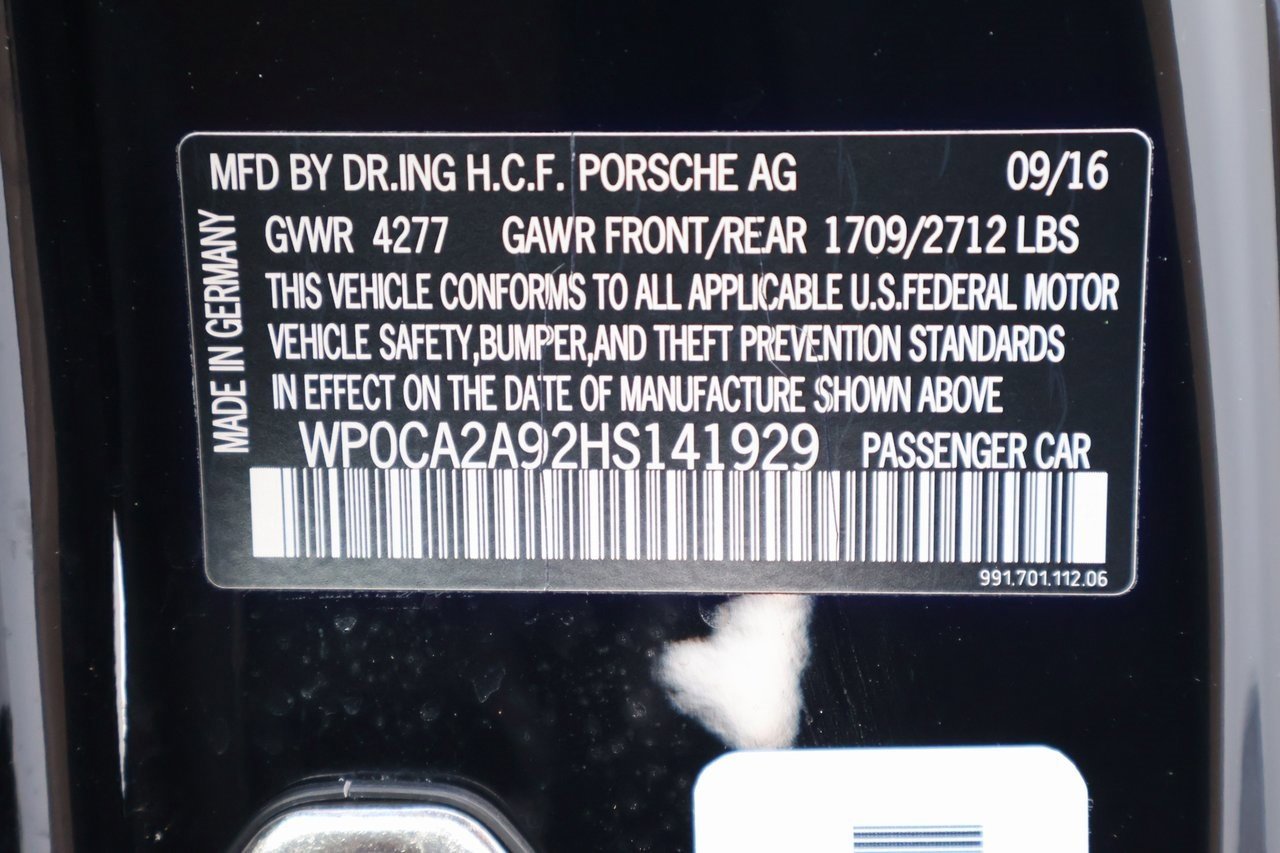 MFD BY DR.ING H.C.F. PORSCHE AG 09/16
MADE IN GERMANY
GVWR 4277 GAWR FRONT/REAR 1709/2712 LBS
THIS VEHICLE CONFORMS TO ALL APPLICABLE U.S.FEDERAL MOTOR
VEHICLE SAFETY,BUMPER,AND THEFT PREVENTION STANDARDS
IN EFFECT ON THE DATE OF MANUFACTURE SHOWN ABOVE
WP0CA2A92HS141929 PASSENGER CAR
991.701.112.06